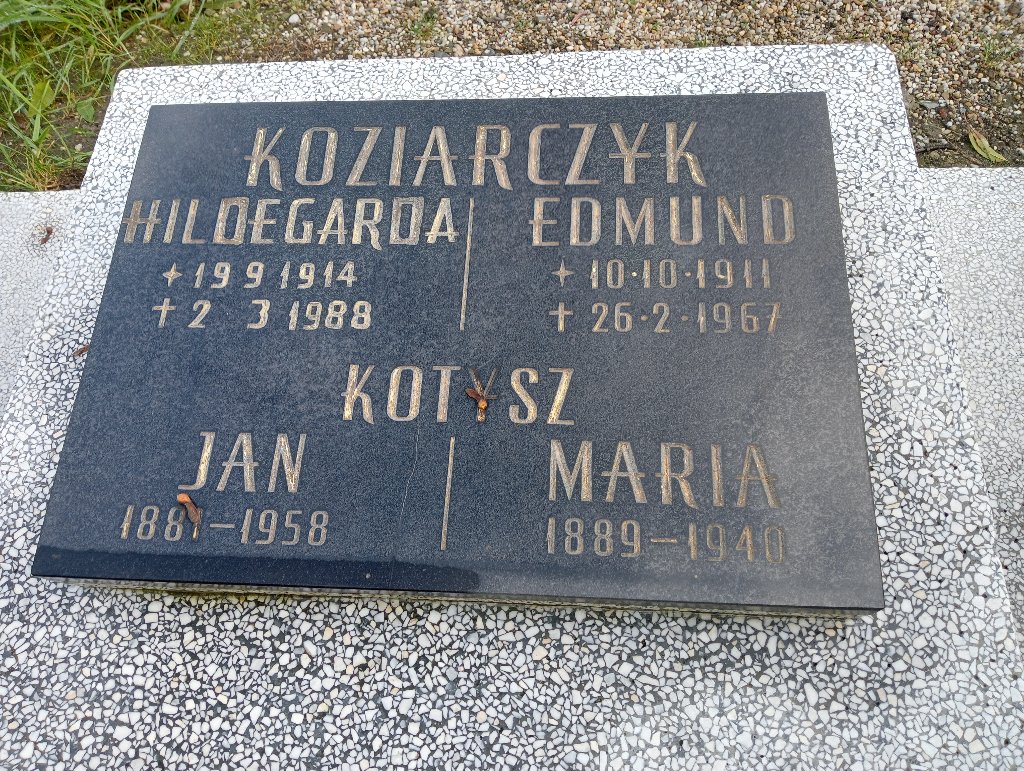 KOZIARCZYK
HILDEGARDA EDMUND
+ 19 9 1914 + 10·10·1911
+ 2 3 1988 + 26·2·1967
KOTYSZ
JAN MARIA
1881-1958 1889-1940